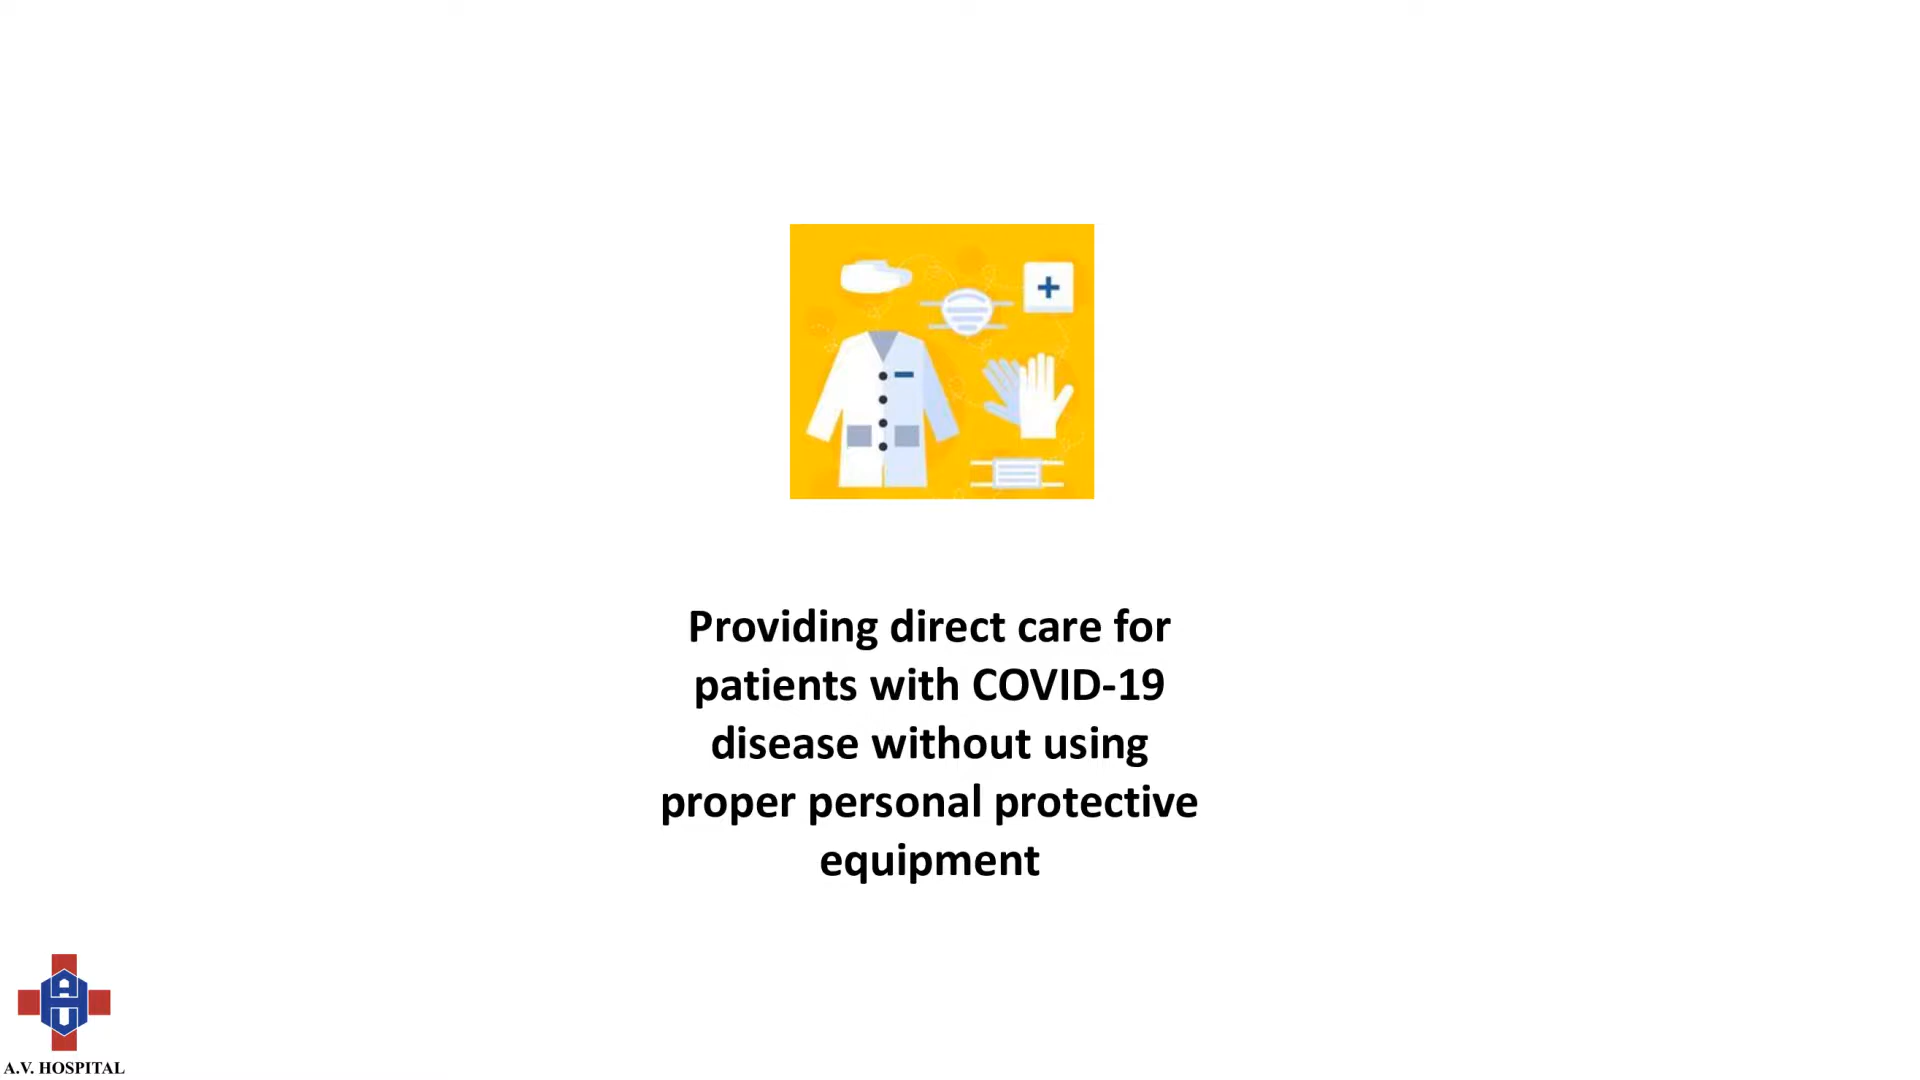 Providing direct care for
patients with COVID-19
disease without using
proper personal protective
equipment
A.V. HOSPITAL